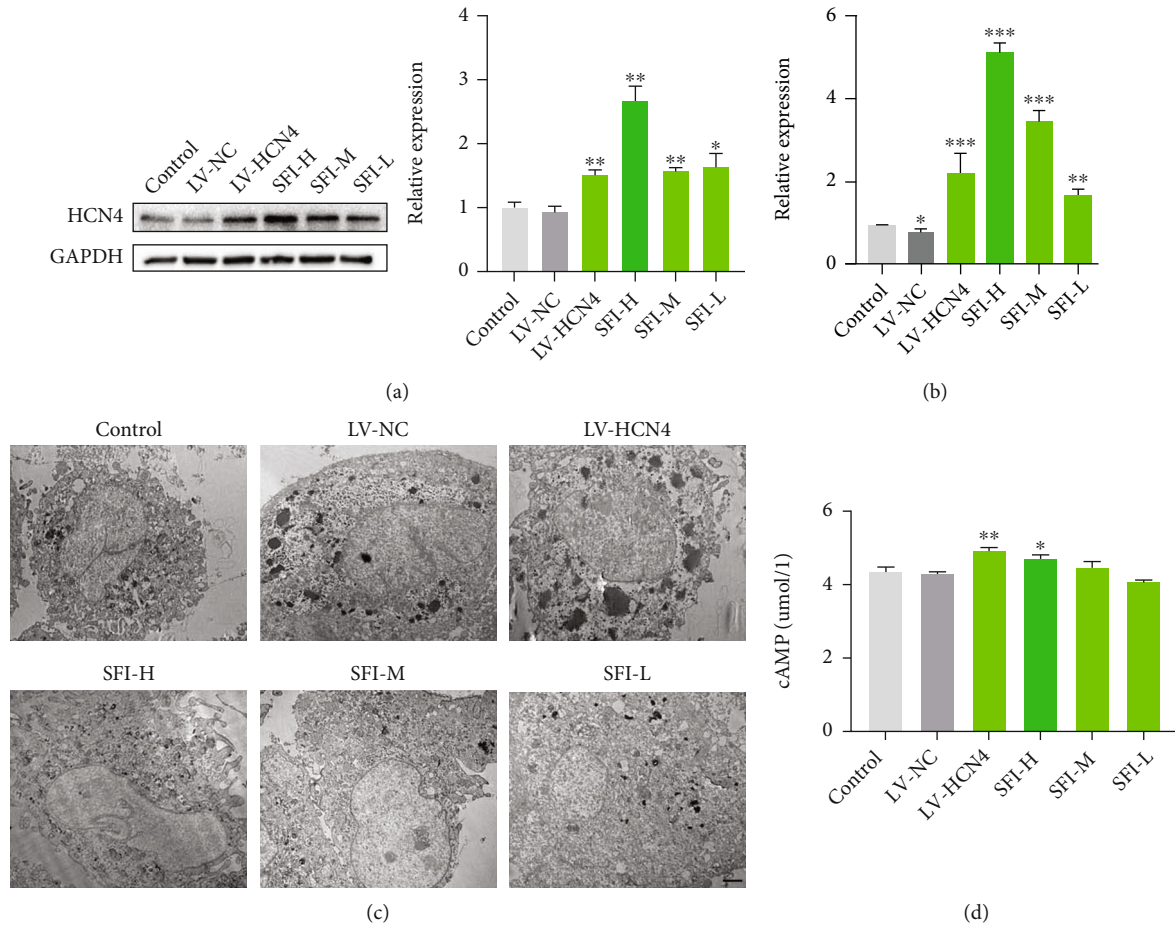 Control
LV-NC
LV-HCN4
SFI-H
SFI-M
SFI-L
HCN4
GAPDH
Relative expression
4
3
2
1
0
**
**
**
*
Control
LV-NC
LV-HCN4
SFI-H
SFI-M
SFI-L
(a)
Relative expression
6
4
2
0
*
***
***
***
**
Control
LV-NC
LV-HCN4
SFI-H
SFI-M
SFI-L
(b)
Control
LV-NC
LV-HCN4
SFI-H
SFI-M
SFI-L
(c)
cAMP (umol/1)
6
4
2
0
**
*
Control
LV-NC
LV-HCN4
SFI-H
SFI-M
SFI-L
(d)